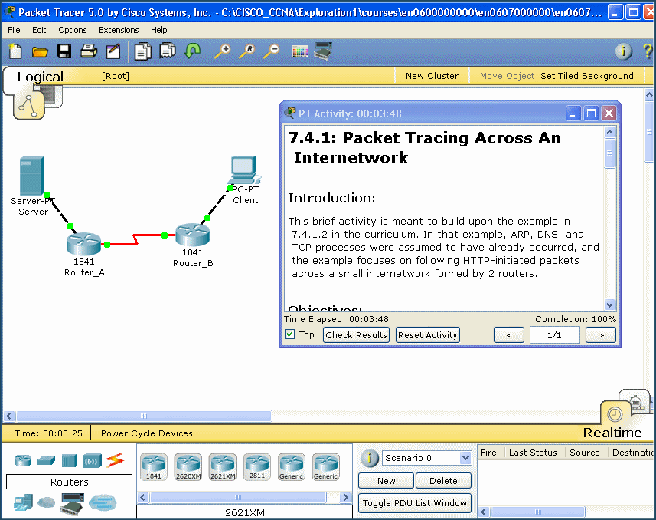 Packet Tracer 5.0 by Cisco Systems, Inc. - C:\CISCO_CCNA\Exploration1\courses\en0600000000\en0607000000\en0607...
File Edit Options View Tools Extensions Help
Logical [Root] New Cluster Move Object Set Tiled Background
PT Activity: 00:03:48
7.4.1: Packet Tracing Across An
Internetwork
Introduction:
This brief activity is meant to build upon the example in
7.4.1.2 in the curriculum. In that example, ARP, DNS, and
TCP processes were assumed to have already occurred, and
the example focuses on following HTTP-initiated packets
across a small internetwork formed by 2 routers.
Objectives:
Time Elapsed: 00:03:48 Completion: 100%
Top Check Results Reset Activity < 1/1 >
Server-PT
Server
PC-PT
Client
1841
Router_A
1841
Router_B
Realtime
Power Cycle Devices
Routers
1841 2620XM 2621XM 2811 Generic Generic
2621XM
Scenario 0
New Delete
Toggle PDU List Window
Fire Last Status Source Destinatio